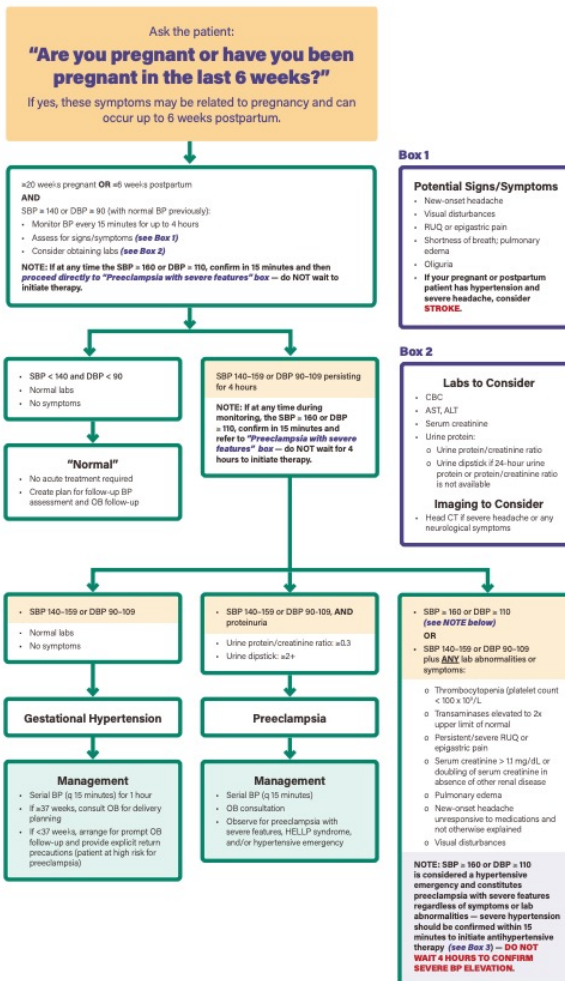 Ask the patient:
“Are you pregnant or have you been
pregnant in the last 6 weeks?”
If yes, these symptoms may be related to pregnancy and can
occur up to 6 weeks postpartum.
≥20 weeks pregnant OR ≤6 weeks postpartum
AND
SBP ≥ 140 or DBP ≥ 90 (with normal BP previously):
• Monitor BP every 15 minutes for up to 4 hours
• Assess for signs/symptoms (see Box 1)
• Consider obtaining labs (see Box 2)
NOTE: If at any time the SBP ≥ 160 or DBP ≥ 110, confirm in 15 minutes and then
proceed directly to “Preeclampsia with severe features” box — do NOT wait to
initiate therapy.
Box 1
Potential Signs/Symptoms
• New-onset headache
• Visual disturbances
• RUQ or epigastric pain
• Shortness of breath; pulmonary
edema
• Oliguria
• If your pregnant or postpartum
patient has hypertension and
severe headache, consider
STROKE.
• SBP < 140 and DBP < 90
• Normal labs
• No symptoms
“Normal”
• No acute treatment required
• Create plan for follow-up BP
assessment and OB follow-up
SBP 140–159 or DBP 90–109 persisting
for 4 hours
NOTE: If at any time during
monitoring, the SBP ≥ 160 or DBP
≥ 110, confirm in 15 minutes and
refer to “Preeclampsia with severe
features” box — do NOT wait for 4
hours to initiate therapy.
Box 2
Labs to Consider
• CBC
• AST, ALT
• Serum creatinine
• Urine protein:
o Urine protein/creatinine ratio
o Urine dipstick if 24-hour urine
protein or protein/creatinine ratio
is not available
Imaging to Consider
• Head CT if severe headache or any
neurological symptoms
• SBP 140–159 or DBP 90–109
• Normal labs
• No symptoms
Gestational Hypertension
Management
• Serial BP (q 15 minutes) for 1 hour
• If ≥37 weeks, consult OB for delivery
planning
• If <37 weeks, arrange for prompt OB
follow-up and provide explicit return
precautions (patient at high risk for
preeclampsia)
• SBP 140–159 or DBP 90-109, AND
proteinuria
• Urine protein/creatinine ratio: ≥0.3
• Urine dipstick: ≥2+
Preeclampsia
Management
• Serial BP (q 15 minutes)
• OB consultation
• Observe for preeclampsia with
severe features, HELLP syndrome,
and/or hypertensive emergency
• SBP ≥ 160 or DBP ≥ 110
(see NOTE below)
OR
• SBP 140–159 or DBP 90–109
plus ANY lab abnormalities or
symptoms:
o Thrombocytopenia (platelet count
< 100 x 10⁹/L
o Transaminases elevated to 2x
upper limit of normal
o Persistent/severe RUQ or
epigastric pain
o Serum creatinine > 1.1 mg/dL or
doubling of serum creatinine in
absence of other renal disease
o Pulmonary edema
o New-onset headache
unresponsive to medications and
not otherwise explained
o Visual disturbances
NOTE: SBP ≥ 160 or DBP ≥ 110
is considered a hypertensive
emergency and constitutes
preeclampsia with severe features
regardless of symptoms or lab
abnormalities — severe hypertension
should be confirmed within 15
minutes to initiate antihypertensive
therapy (see Box 3) — DO NOT
WAIT 4 HOURS TO CONFIRM
SEVERE BP ELEVATION.